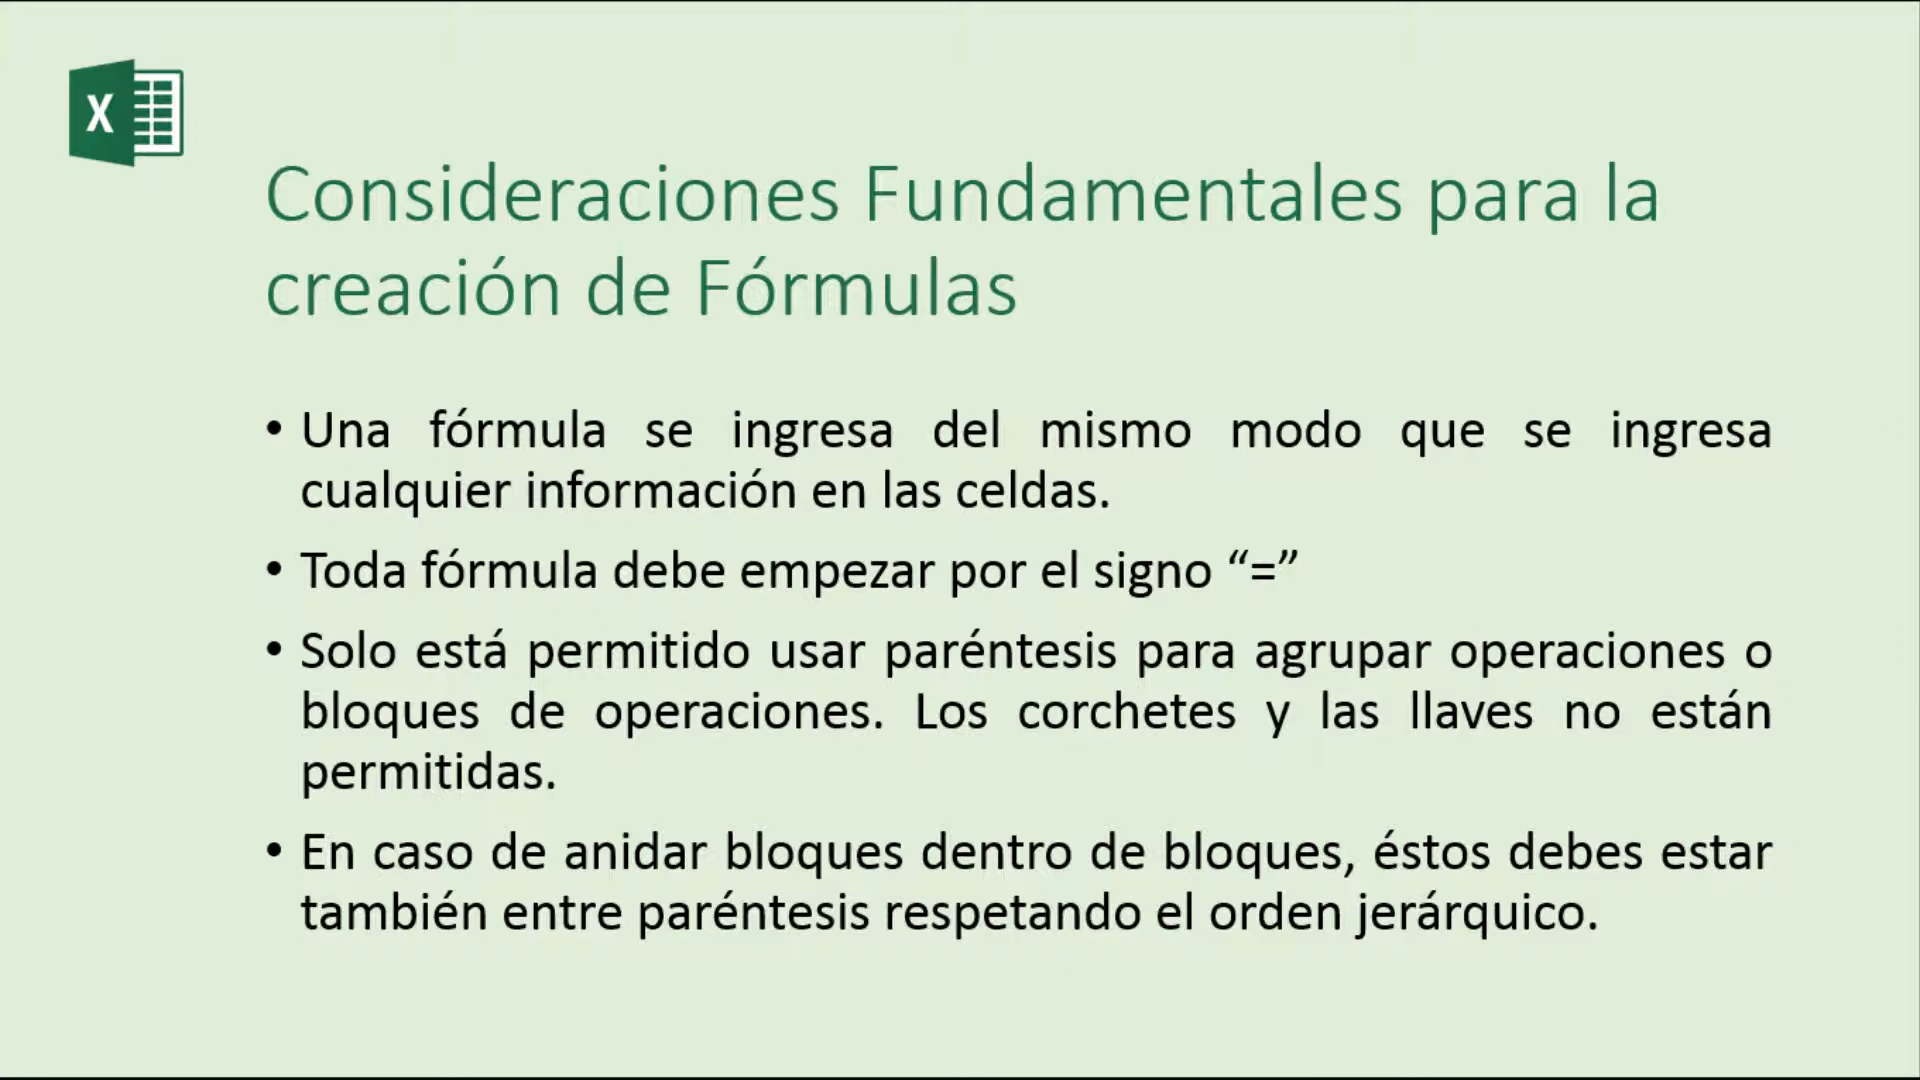 X
Consideraciones Fundamentales para la
creación de Fórmulas
• Una fórmula se ingresa del mismo modo que se ingresa
cualquier información en las celdas.
• Toda fórmula debe empezar por el signo “=”
• Solo está permitido usar paréntesis para agrupar operaciones o
bloques de operaciones. Los corchetes y las llaves no están
permitidas.
• En caso de anidar bloques dentro de bloques, éstos debes estar
también entre paréntesis respetando el orden jerárquico.